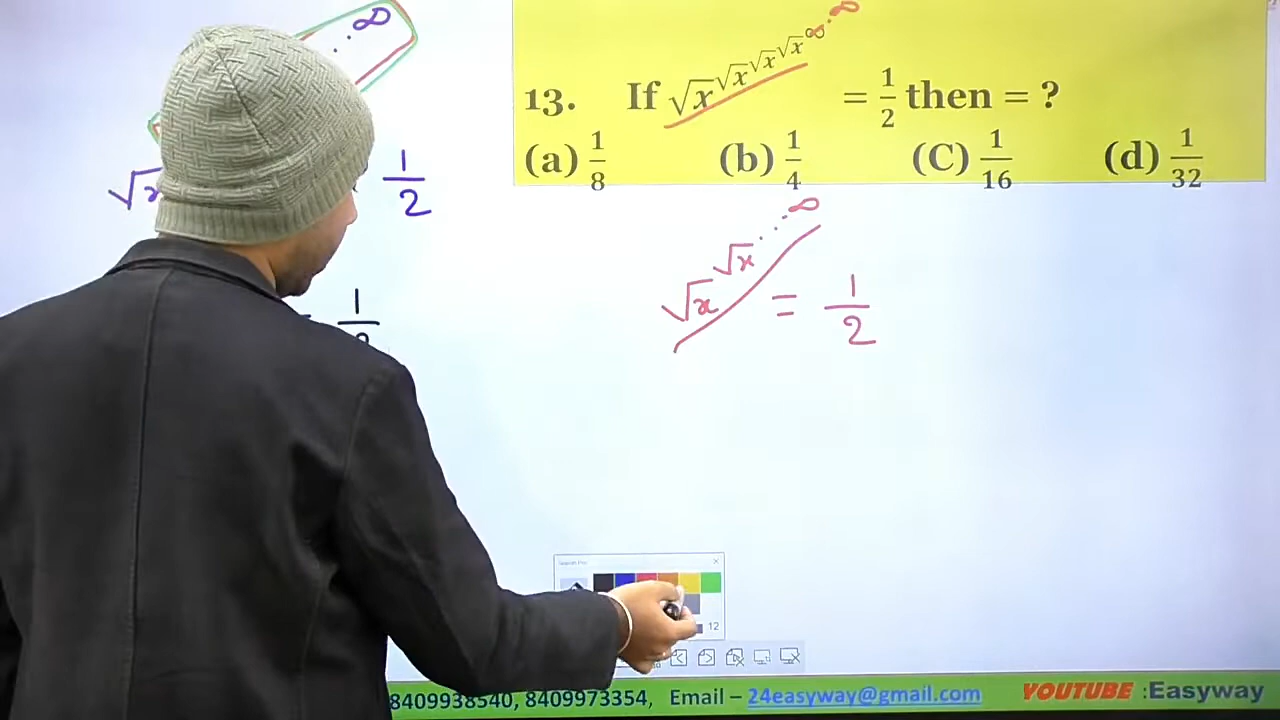 13. If √x^√x^√x^√x^∞ = 1/2 then = ?
(a) 1/8 (b) 1/4 (C) 1/16 (d) 1/32
∞
1/2
√x^√x^...^∞ = 1/2
12
8409938540, 8409973354, Email – 24easyway@gmail.com YOUTUBE :Easyway